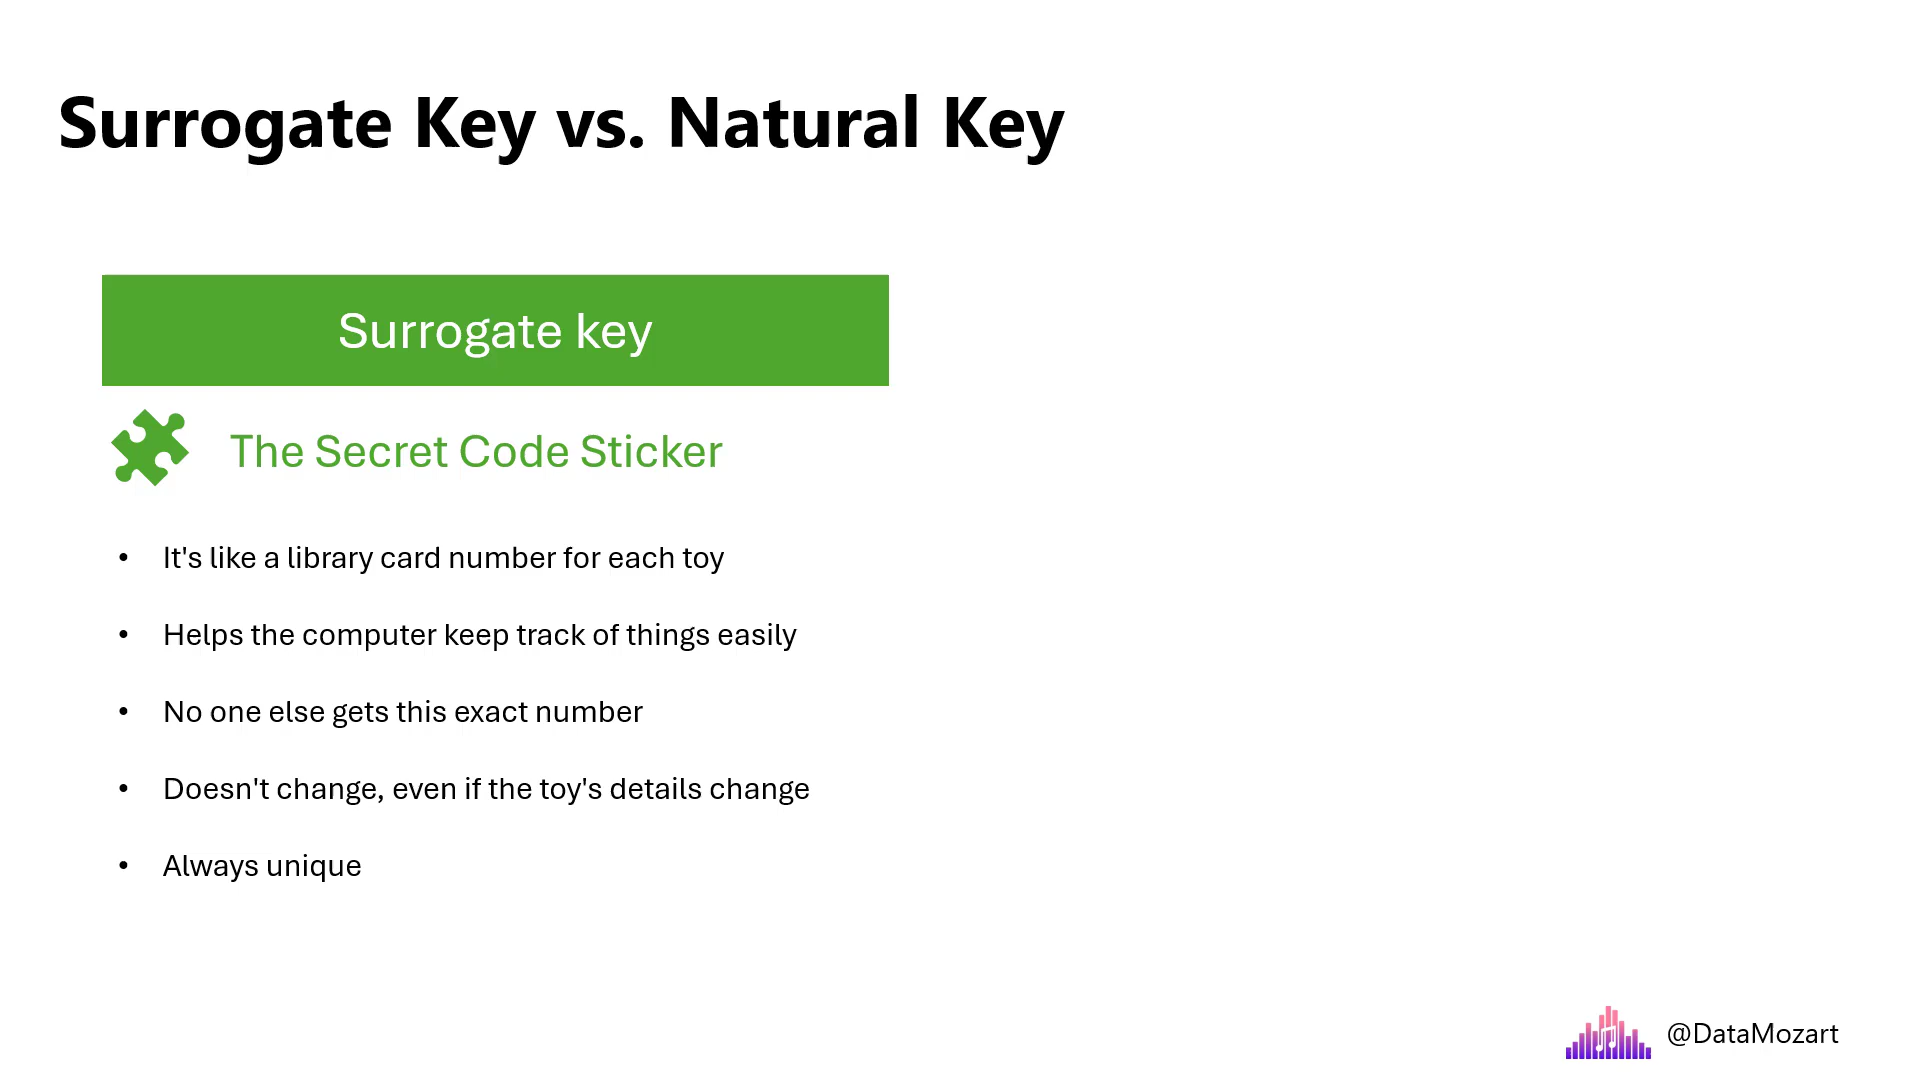 Surrogate Key vs. Natural Key
Surrogate key
The Secret Code Sticker
• It's like a library card number for each toy
• Helps the computer keep track of things easily
• No one else gets this exact number
• Doesn't change, even if the toy's details change
• Always unique
@DataMozart